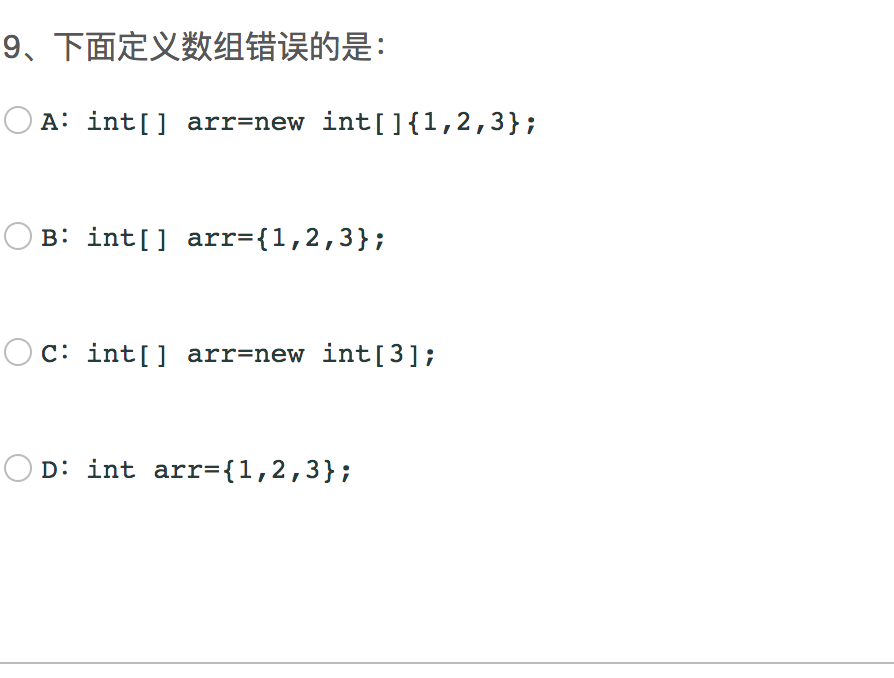 9、下面定义数组错误的是：
A：int[] arr=new int[]{1,2,3};
B：int[] arr={1,2,3};
C：int[] arr=new int[3];
D：int arr={1,2,3};